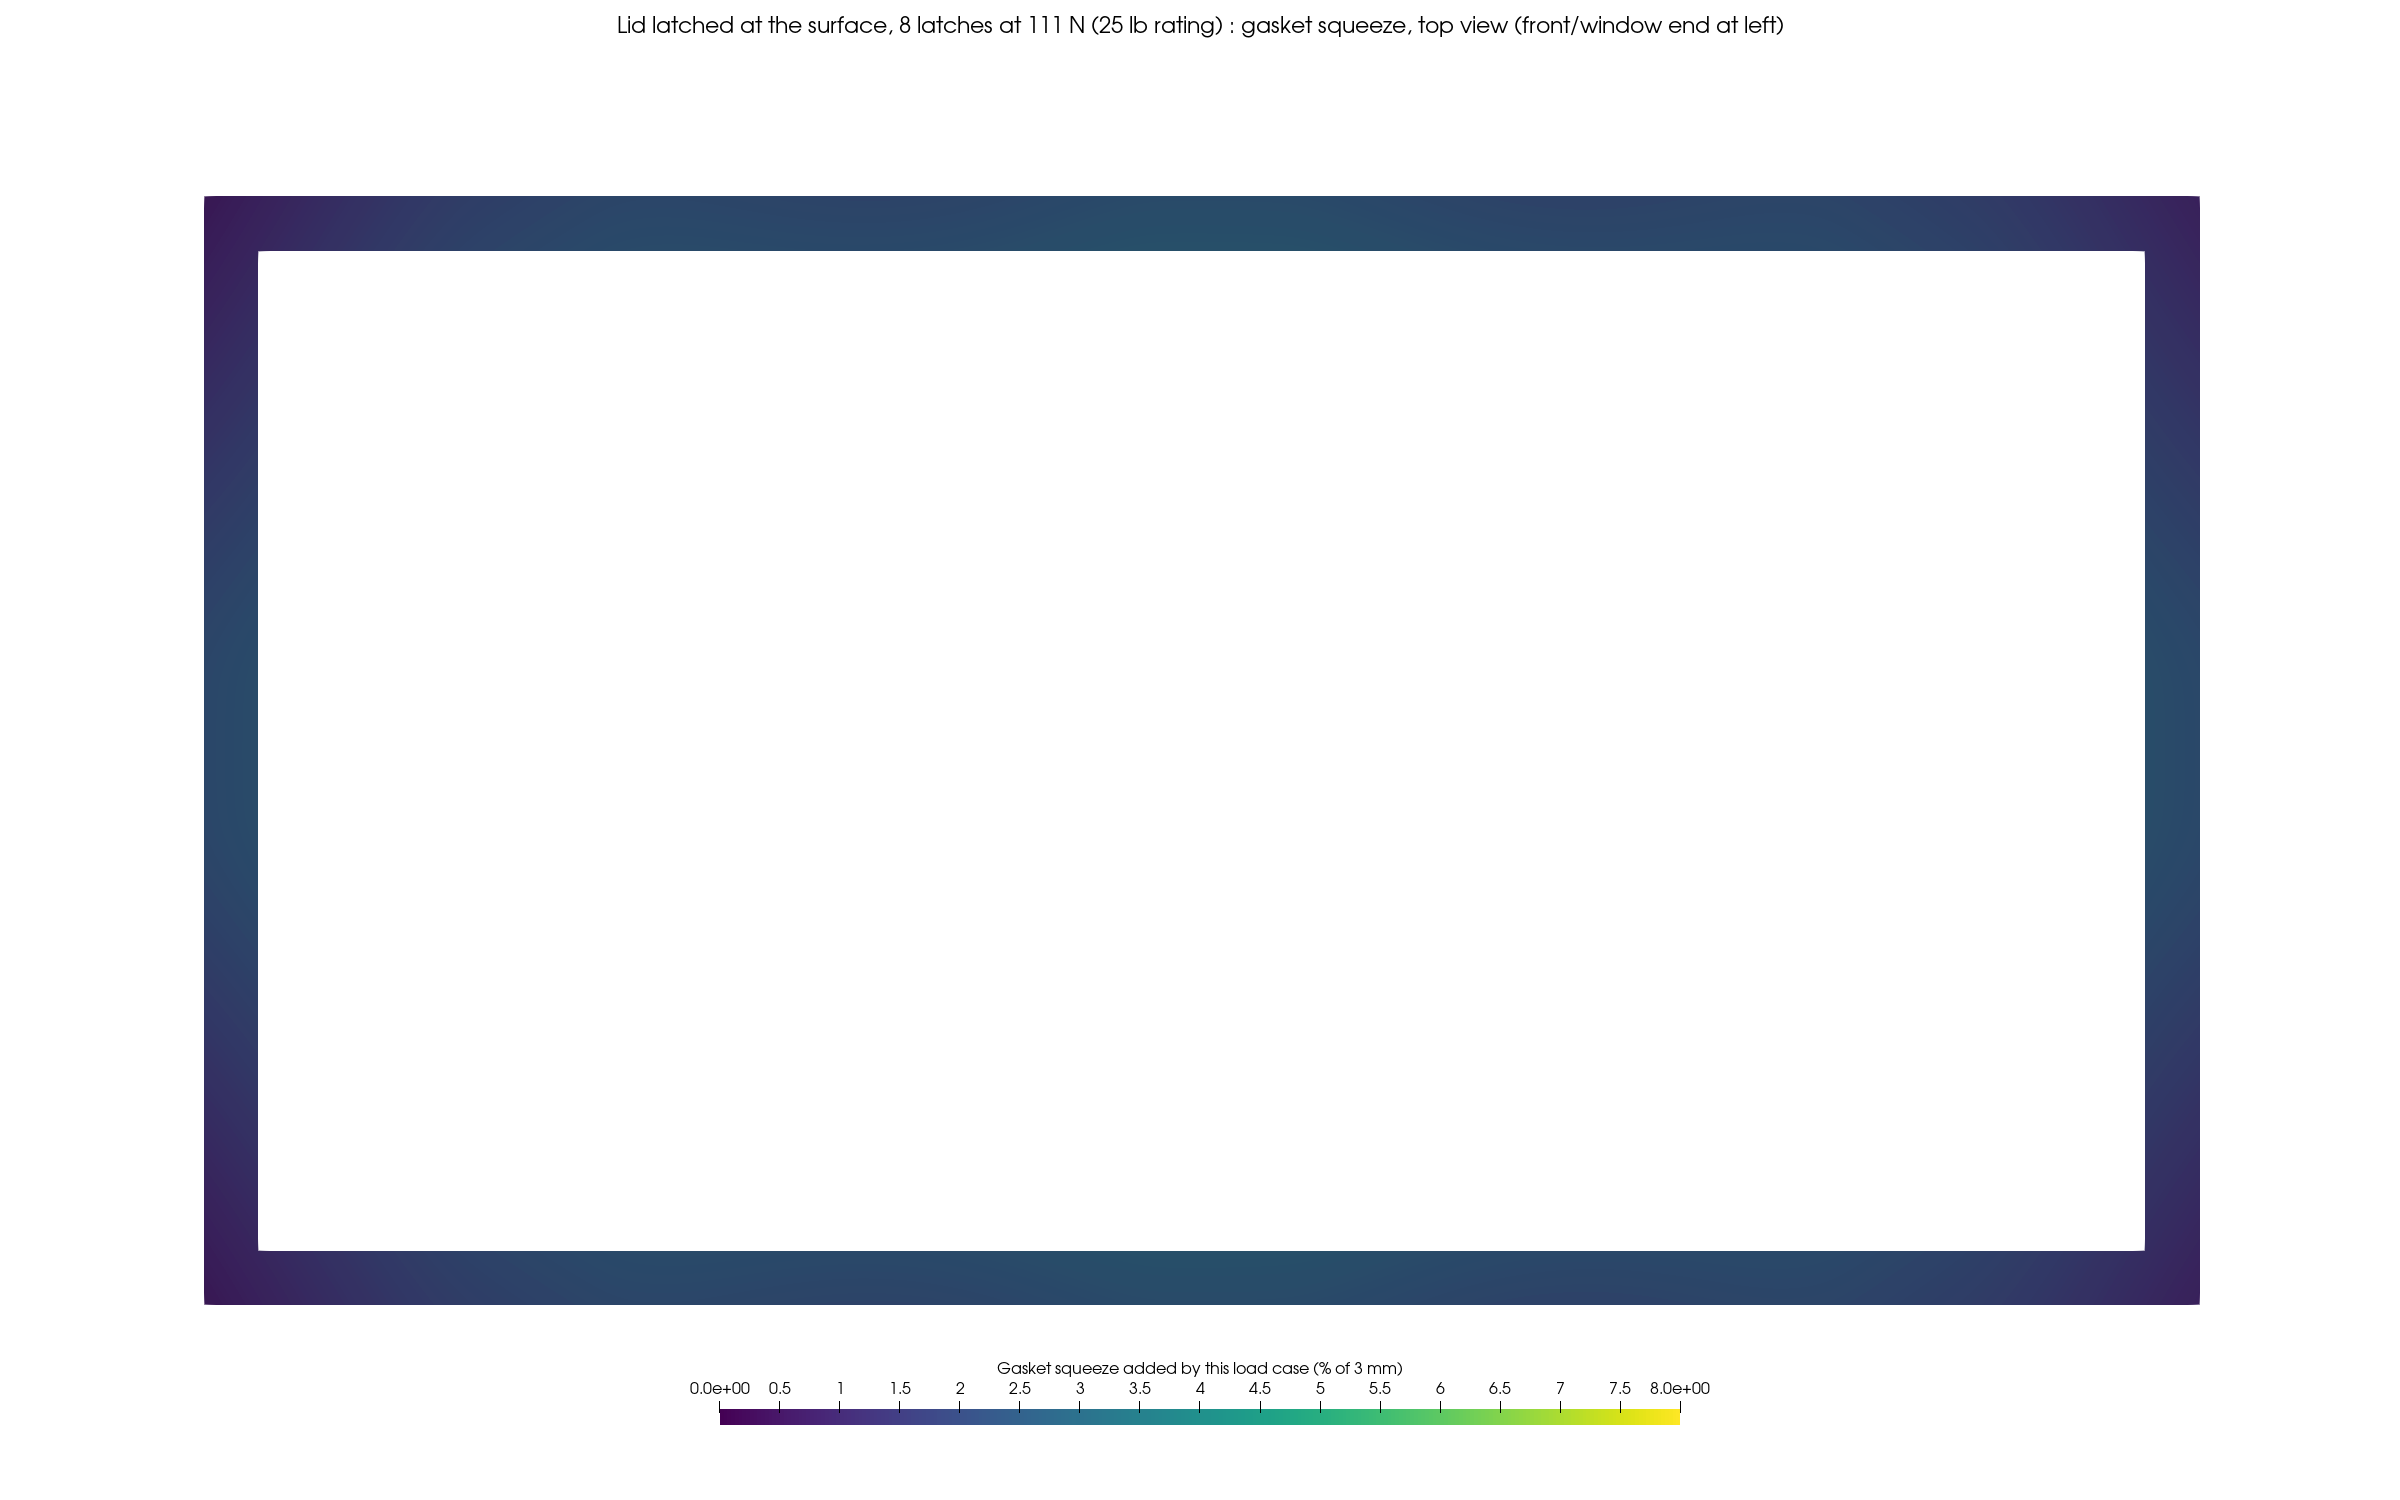 Lid latched at the surface, 8 latches at 111 N (25 lb rating) : gasket squeeze, top view (front/window end at left)
Gasket squeeze added by this load case (% of 3 mm)
0.0e+00 0.5 1 1.5 2 2.5 3 3.5 4 4.5 5 5.5 6 6.5 7 7.5 8.0e+00